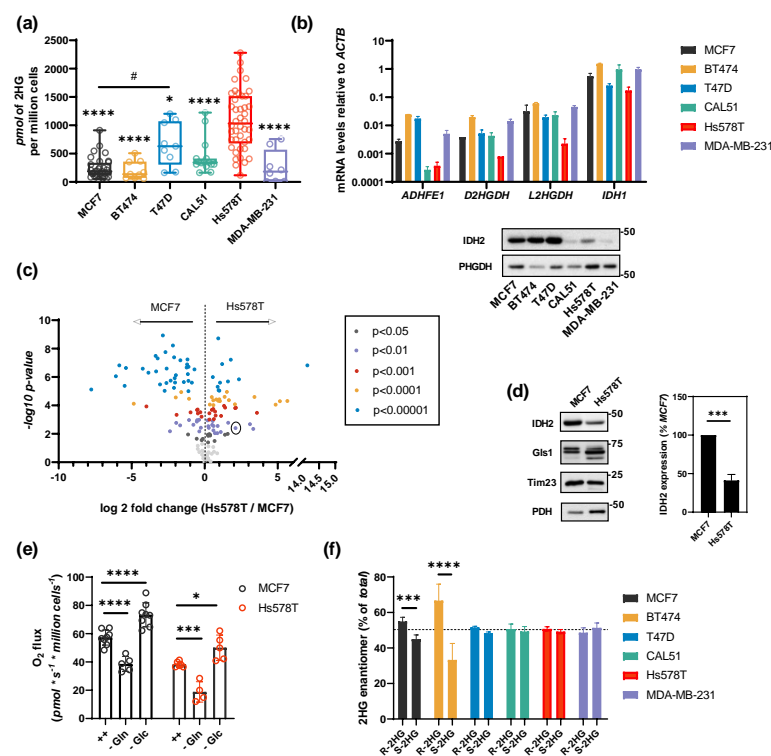 (a)
pmol of 2HG
per million cells
2500
2000
1500
1000
500
0
#
****
****
*
****
****
MCF7
BT474
T47D
CAL51
Hs578T
MDA-MB-231
(b)
mRNA levels relative to ACTB
10
1
0.1
0.01
0.001
0.0001
ADHFE1
D2HGDH
L2HGDH
IDH1
MCF7
BT474
T47D
CAL51
Hs578T
MDA-MB-231
IDH2
PHGDH
-50
-50
MCF7
BT474
T47D
CAL51
Hs578T
MDA-MB-231
(c)
MCF7
Hs578T
-log10 p-value
10
8
6
4
2
0
-10
-5
0
5
14.0
14.5
15.0
log 2 fold change (Hs578T / MCF7)
p<0.05
p<0.01
p<0.001
p<0.0001
p<0.00001
(d)
MCF7
Hs578T
IDH2
Gls1
Tim23
PDH
-50
-75
-25
-50
IDH2 expression (% MCF7)
150
100
50
0
***
MCF7
Hs578T
(e)
O2 flux
(pmol * s-1 * million cells-1)
100
80
60
40
20
0
****
****
*
***
++
- Gln
- Glc
++
- Gln
- Glc
MCF7
Hs578T
(f)
2HG enantiomer (% of total)
80
60
40
20
0
***
****
R-2HG
S-2HG
R-2HG
S-2HG
R-2HG
S-2HG
R-2HG
S-2HG
R-2HG
S-2HG
R-2HG
S-2HG
MCF7
BT474
T47D
CAL51
Hs578T
MDA-MB-231